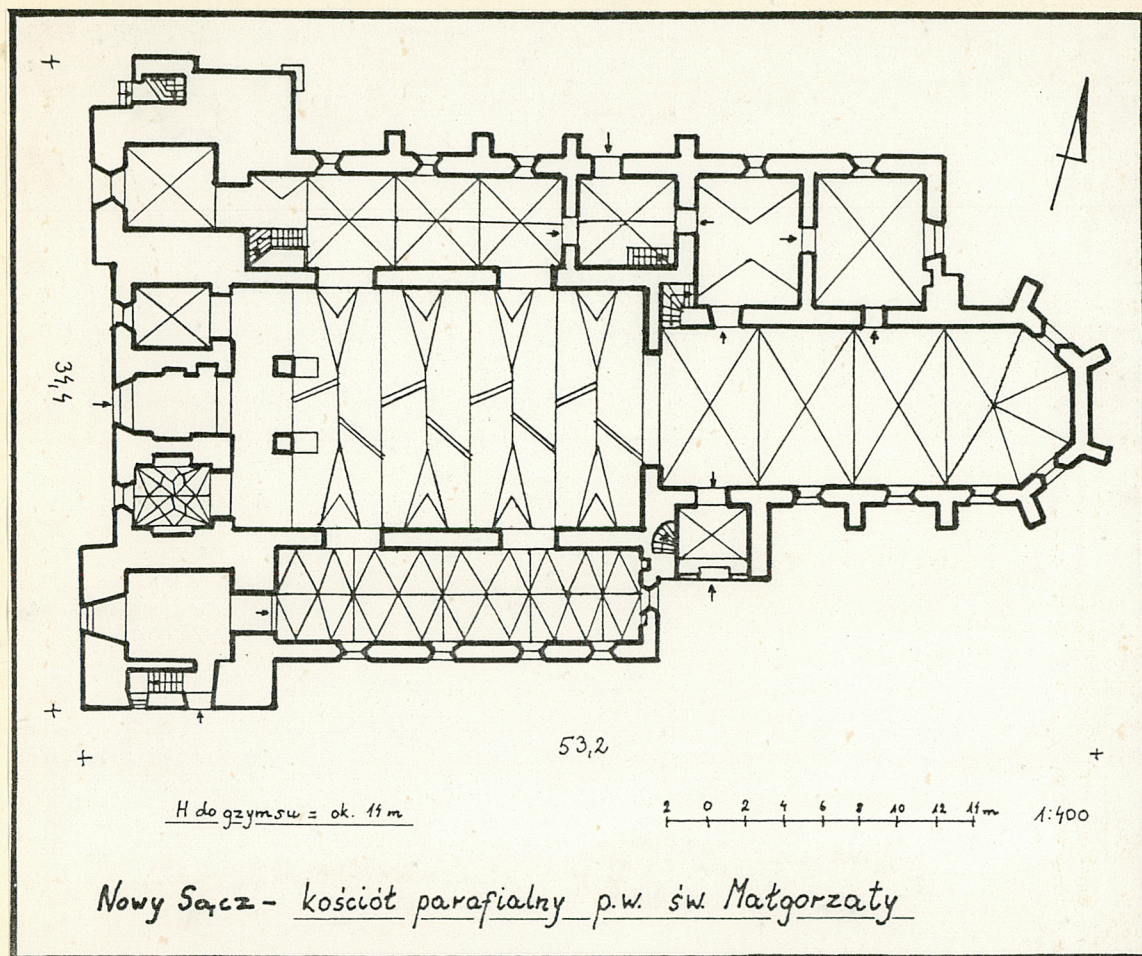 34,4
53,2
H do gzymsu = ok. 14 m
2 0 2 4 6 8 10 12 14 m 1:400
Nowy Sącz - kościół parafialny p.w. św. Małgorzaty